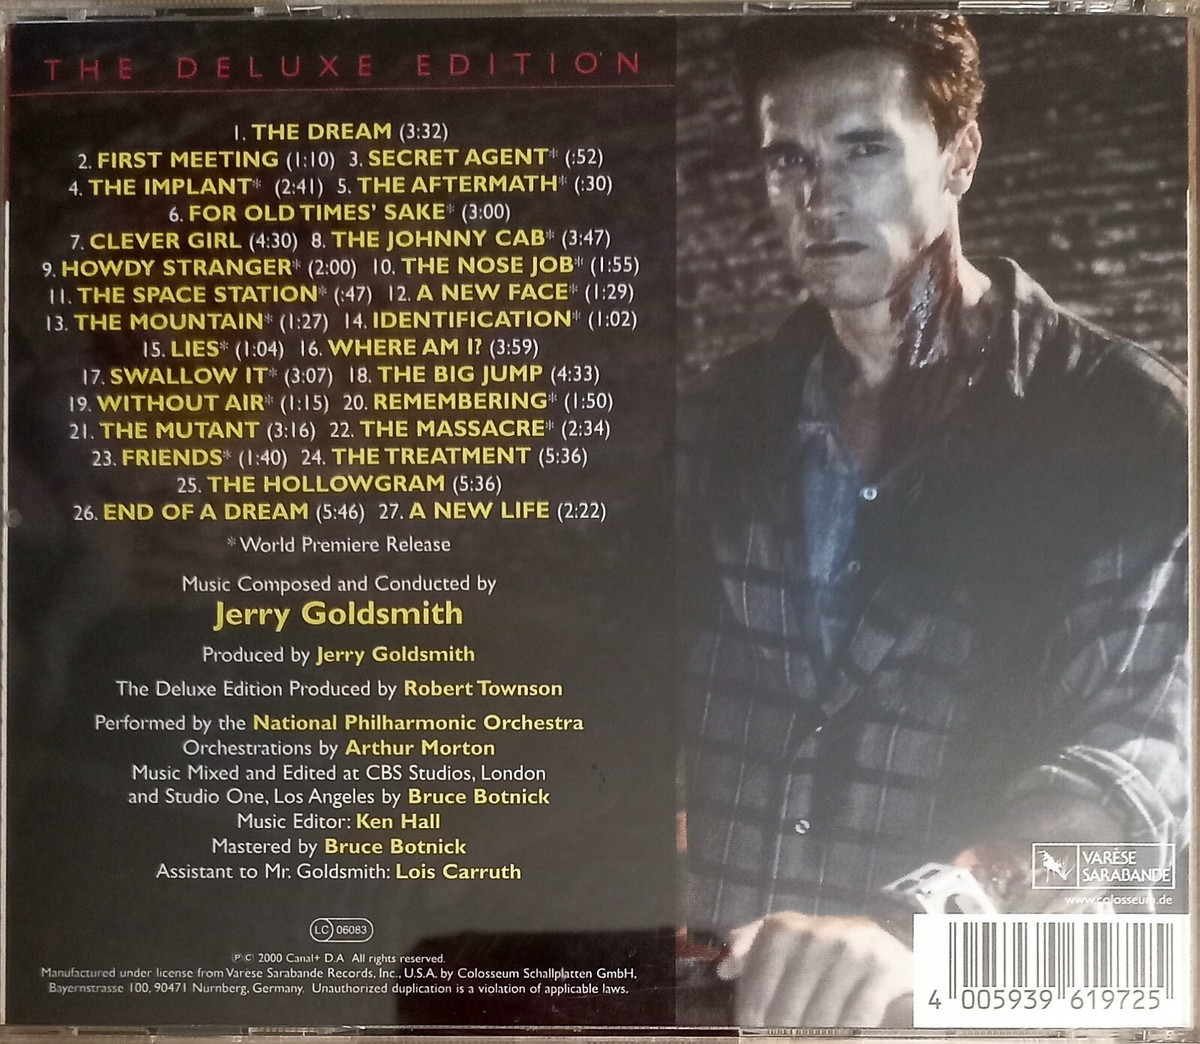 THE DELUXE EDITION
1. THE DREAM (3:32)
2. FIRST MEETING (1:10) 3. SECRET AGENT* (:52)
4. THE IMPLANT* (2:41) 5. THE AFTERMATH* (:30)
6. FOR OLD TIMES' SAKE* (3:00)
7. CLEVER GIRL (4:30) 8. THE JOHNNY CAB* (3:47)
9. HOWDY STRANGER* (2:00) 10. THE NOSE JOB* (1:55)
11. THE SPACE STATION* (:47) 12. A NEW FACE* (1:29)
13. THE MOUNTAIN* (1:27) 14. IDENTIFICATION* (1:02)
15. LIES* (1:04) 16. WHERE AM I? (3:59)
17. SWALLOW IT* (3:07) 18. THE BIG JUMP (4:33)
19. WITHOUT AIR* (1:15) 20. REMEMBERING* (1:50)
21. THE MUTANT (3:16) 22. THE MASSACRE* (2:34)
23. FRIENDS* (1:40) 24. THE TREATMENT (5:36)
25. THE HOLLOWGRAM (5:36)
26. END OF A DREAM (5:46) 27. A NEW LIFE (2:22)
*World Premiere Release
Music Composed and Conducted by
Jerry Goldsmith
Produced by Jerry Goldsmith
The Deluxe Edition Produced by Robert Townson
Performed by the National Philharmonic Orchestra
Orchestrations by Arthur Morton
Music Mixed and Edited at CBS Studios, London
and Studio One, Los Angeles by Bruce Botnick
Music Editor: Ken Hall
Mastered by Bruce Botnick
Assistant to Mr. Goldsmith: Lois Carruth
LC 06083
℗ © 2000 Canal+ D.A. All rights reserved.
Manufactured under license from Varèse Sarabande Records, Inc., U.S.A. by Colosseum Schallplatten GmbH,
Bayernstrasse 100, 90471 Nürnberg, Germany. Unauthorized duplication is a violation of applicable laws.
VARÈSE
SARABANDE
www.colosseum.de
4 005939 619725